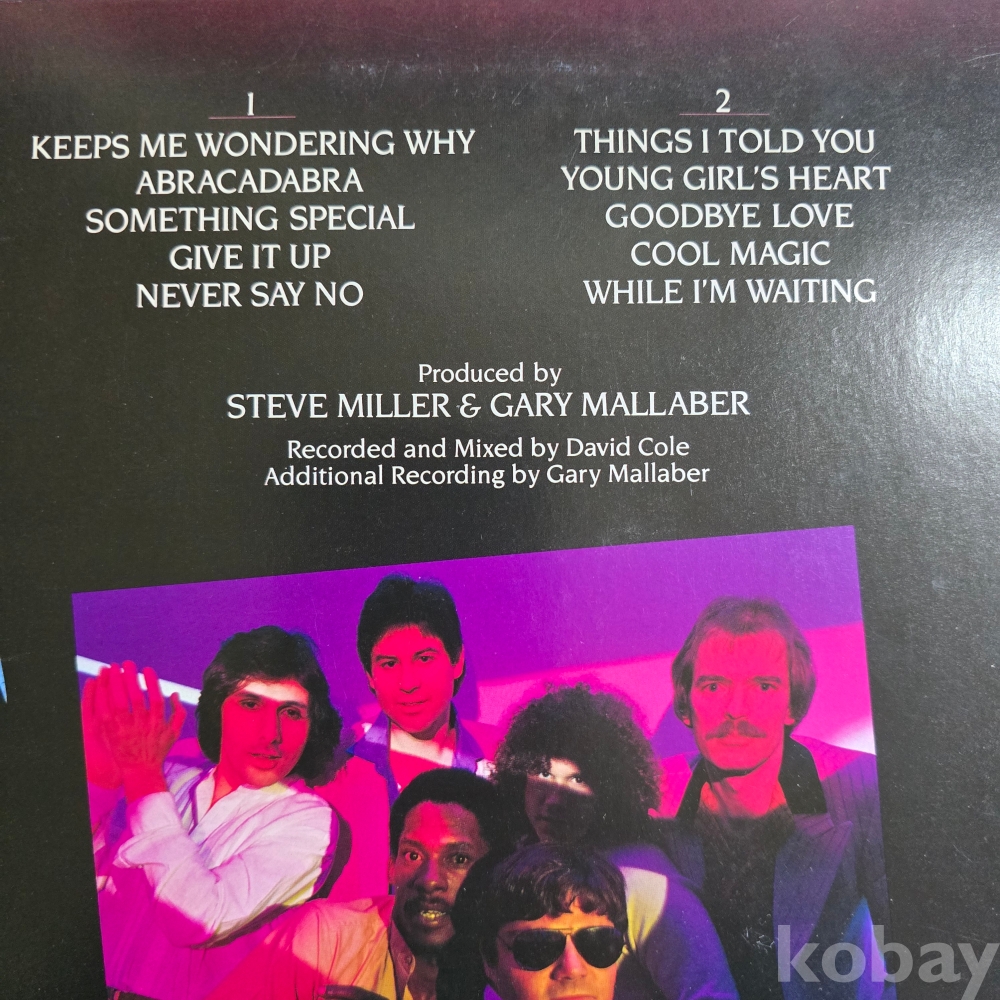 1
KEEPS ME WONDERING WHY
ABRACADABRA
SOMETHING SPECIAL
GIVE IT UP
NEVER SAY NO
2
THINGS I TOLD YOU
YOUNG GIRL'S HEART
GOODBYE LOVE
COOL MAGIC
WHILE I'M WAITING
Produced by
STEVE MILLER & GARY MALLABER
Recorded and Mixed by David Cole
Additional Recording by Gary Mallaber
kobay